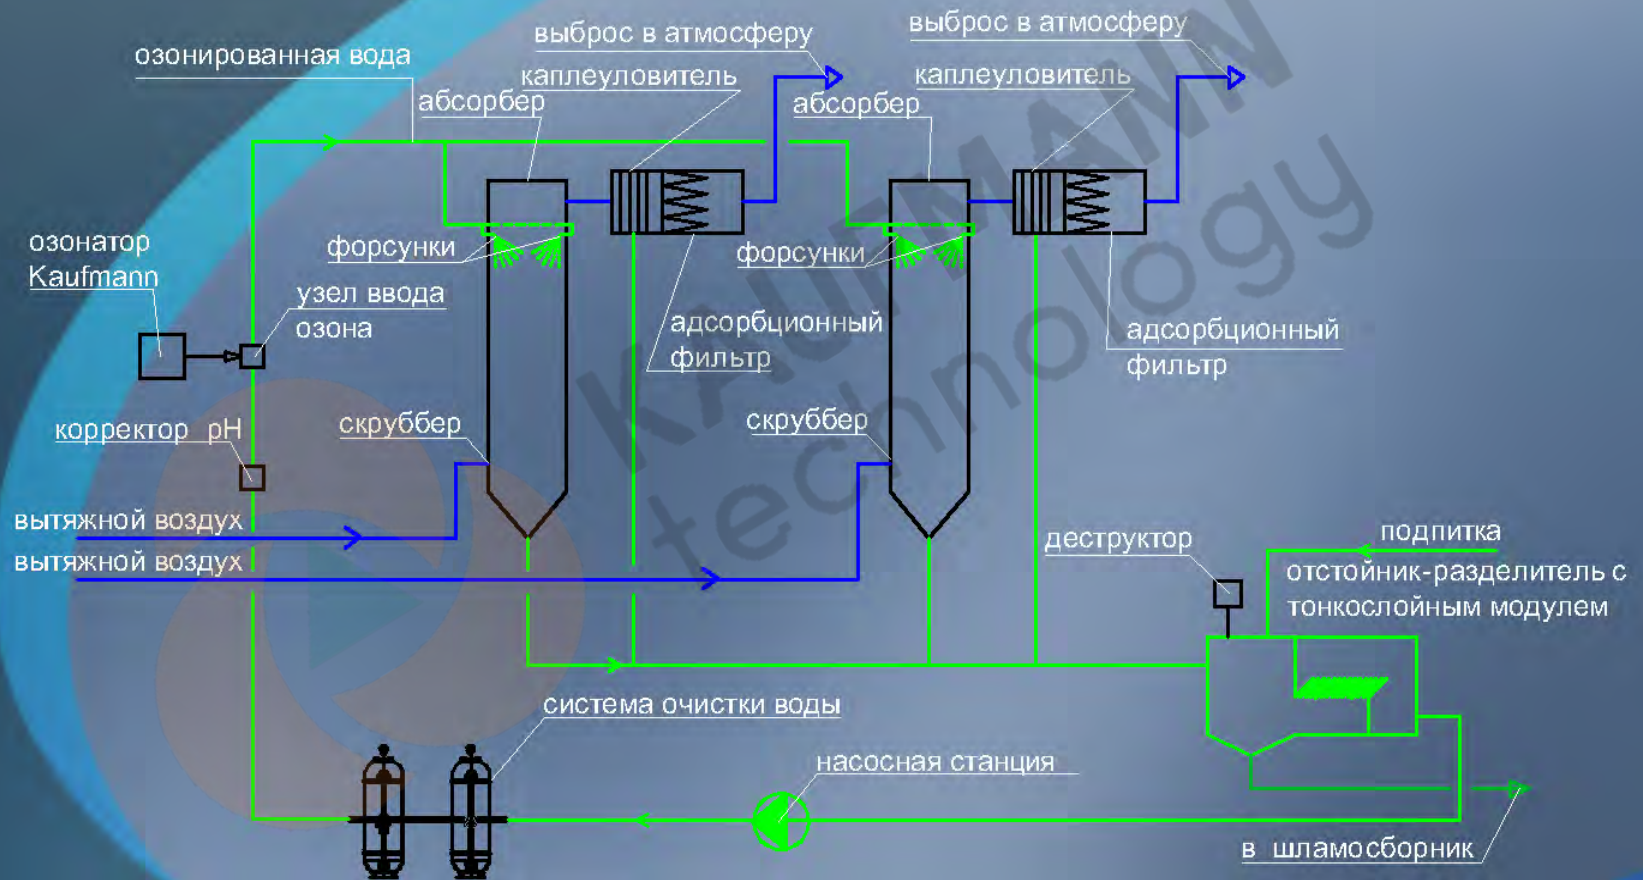 выброс в атмосферу
выброс в атмосферу
озонированная вода
каплеуловитель
каплеуловитель
абсорбер
абсорбер
озонатор
Kaufmann
форсунки
форсунки
узел ввода
озона
адсорбционный
фильтр
адсорбционный
фильтр
корректор pH
скруббер
скруббер
вытяжной воздух
вытяжной воздух
деструктор
подпитка
отстойник-разделитель с
тонкослойным модулем
система очистки воды
насосная станция
в шламосборник
KAUFMANN
technology